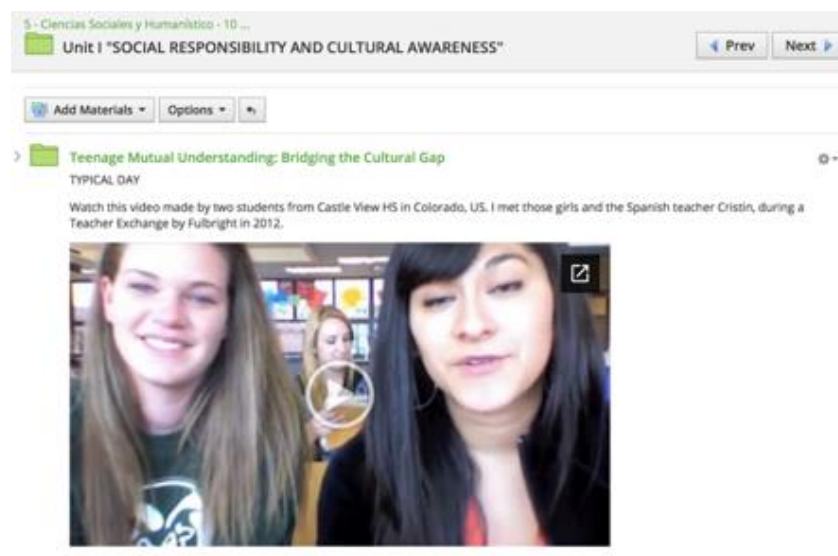 5 - Ciencias Sociales y Humanístico - 10 ...
Unit I "SOCIAL RESPONSIBILITY AND CULTURAL AWARENESS"
Prev Next
Add Materials Options
Teenage Mutual Understanding: Bridging the Cultural Gap
TYPICAL DAY
Watch this video made by two students from Castle View HS in Colorado, US. I met those girls and the Spanish teacher Cristin, during a
Teacher Exchange by Fulbright in 2012.